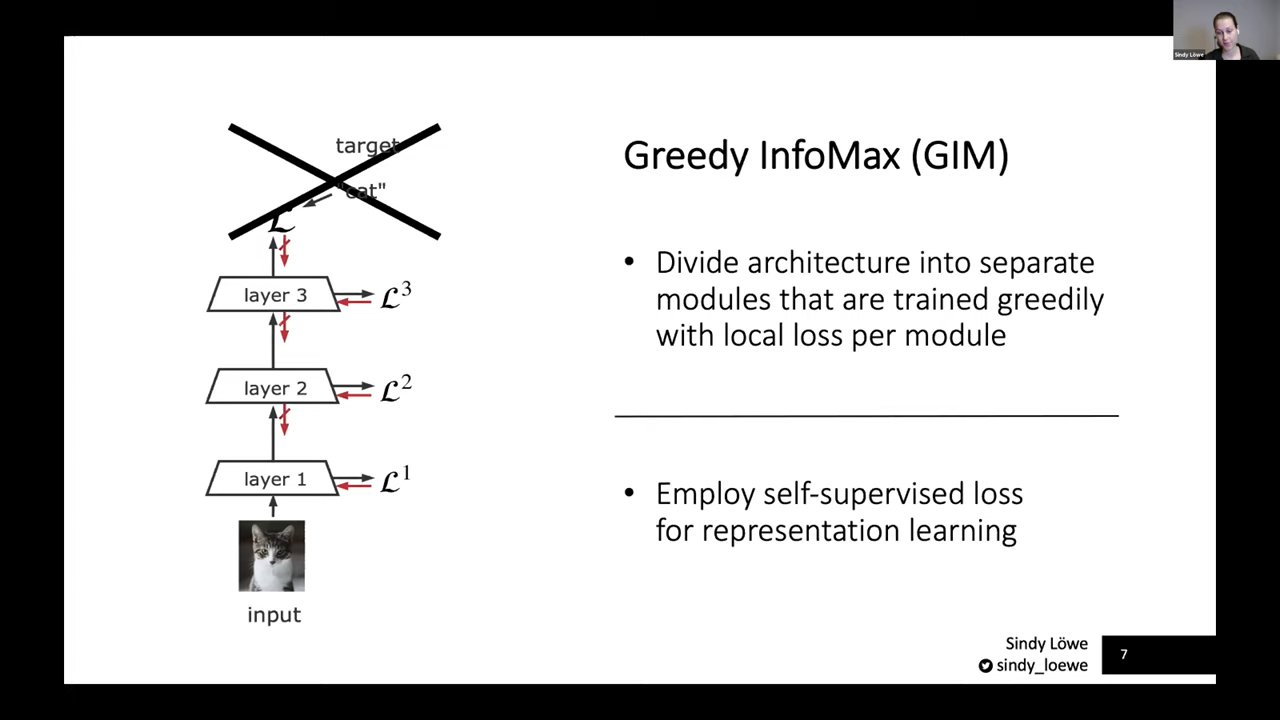 Sindy Löwe
target
"cat"
ℒ
layer 3
ℒ³
layer 2
ℒ²
layer 1
ℒ¹
input
Greedy InfoMax (GIM)
• Divide architecture into separate
modules that are trained greedily
with local loss per module
• Employ self-supervised loss
for representation learning
Sindy Löwe
sindy_loewe
7